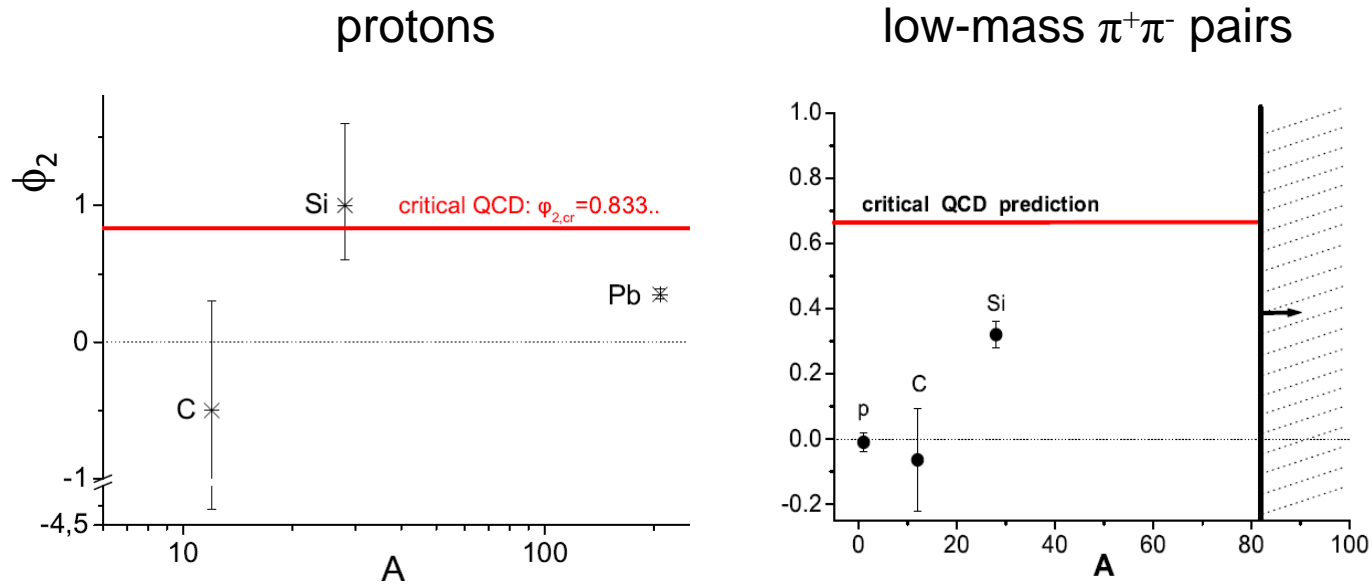 protons
low-mass π⁺π⁻ pairs
ϕ₂
1
0
-1
-4,5
Si
critical QCD: φ₂,cr=0.833..
Pb
C
10
100
A
1.0
0.8
0.6
0.4
0.2
0.0
-0.2
critical QCD prediction
Si
C
p
0
20
40
60
80
100
A